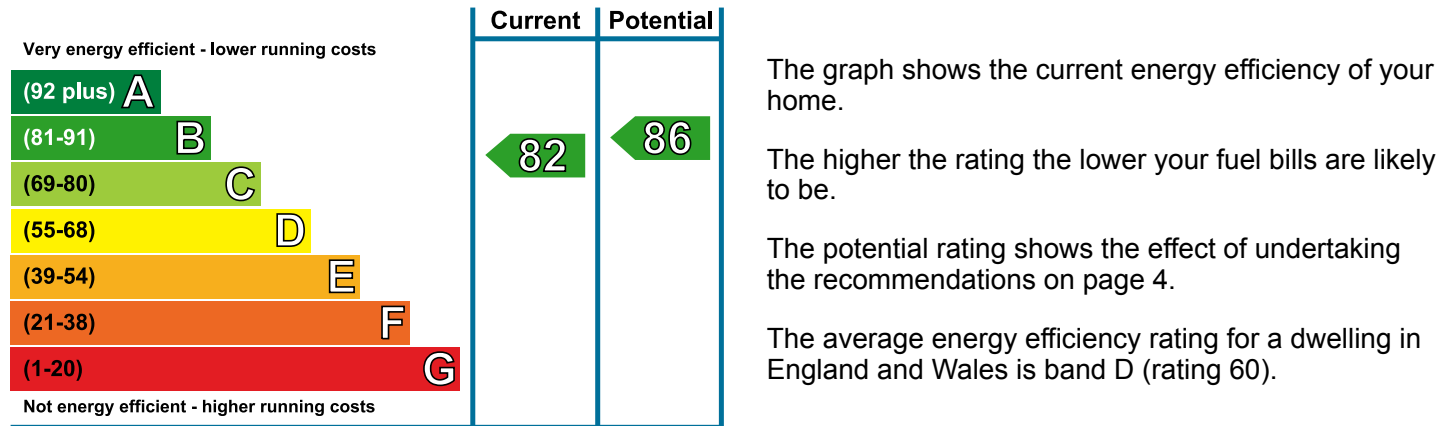 Current Potential
Very energy efficient - lower running costs
(92 plus) A
(81-91) B
(69-80) C
(55-68) D
(39-54) E
(21-38) F
(1-20) G
Not energy efficient - higher running costs
82
86
The graph shows the current energy efficiency of your
home.
The higher the rating the lower your fuel bills are likely
to be.
The potential rating shows the effect of undertaking
the recommendations on page 4.
The average energy efficiency rating for a dwelling in
England and Wales is band D (rating 60).